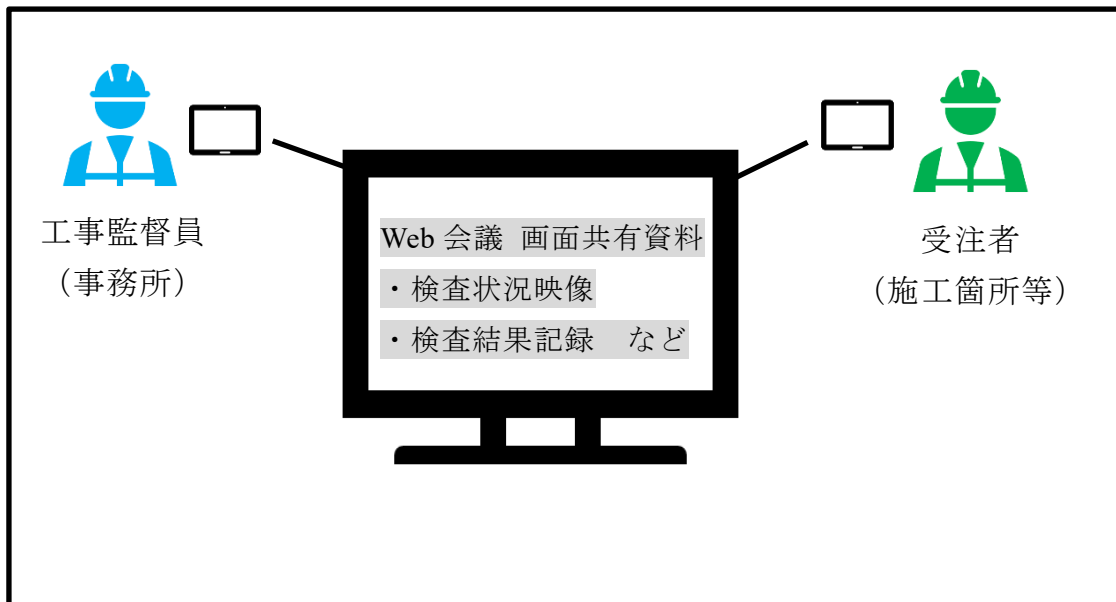 工事監督員
（事務所）
Web 会議 画面共有資料
・検査状況映像
・検査結果記録　など
受注者
（施工箇所等）